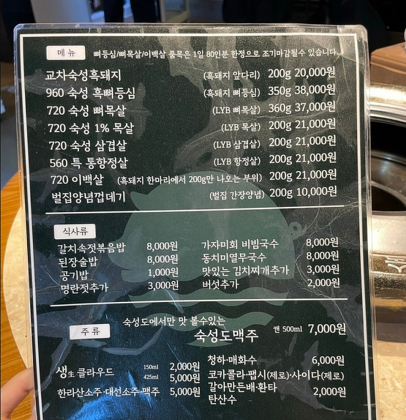 메뉴
뼈등심/뼈목살/이백살 품목은 1일 80인분 한정으로 조기마감될수 있습니다.
교차숙성흑돼지 (흑돼지 앞다리) 200g 20,000원
960 숙성 흑뼈등심 (흑돼지 뼈등심) 350g 38,000원
720 숙성 뼈목살 (LYB 뼈목살) 360g 37,000원
720 숙성 1% 목살 (LYB 목살) 200g 21,000원
720 숙성 삼겹살 (LYB 삼겹살) 200g 21,000원
560 특 통항정살 (LYB 항정살) 200g 21,000원
720 이백살 (흑돼지 한마리에서 200g만 나오는 부위) 200g 21,000원
벌집양념껍데기 (벌집 간장양념) 200g 10,000원
식사류
갈치속젓볶음밥 8,000원 가자미회 비빔국수 8,000원
된장술밥 8,000원 동치미열무국수 8,000원
공기밥 1,000원 맛있는 김치찌개추가 3,000원
명란젓추가 3,000원 버섯추가 2,000원
주류
숙성도에서만 맛 볼수있는
숙성도맥주 캔 500ml 7,000원
생生 클라우드 150ml 2,000원
425ml 5,000원
한라산소주·대선소주·맥주 5,000원
청하·매화수 6,000원
코카콜라·펩시(제로)·사이다(제로)
갈아만든배·환타 2,000원
탄산수